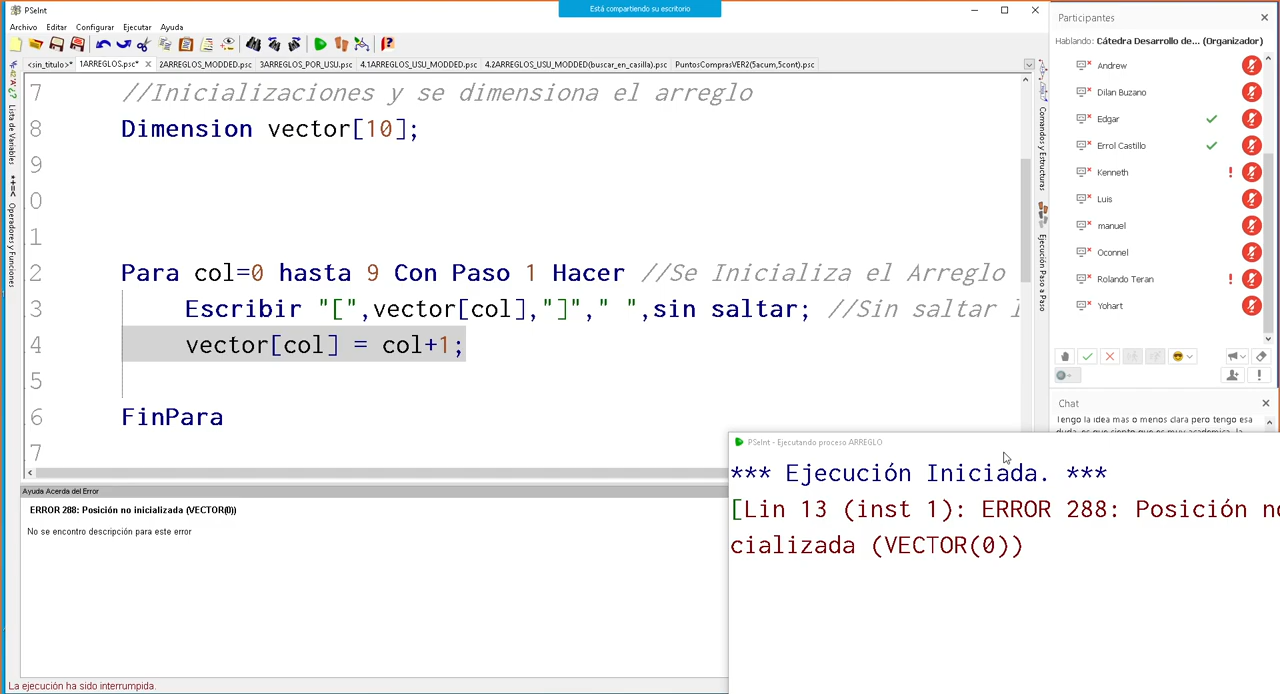 PSeInt
Está compartiendo su escritorio
Archivo Editar Configurar Ejecutar Ayuda
<sin_titulo>* 1ARREGLOS.psc* 2ARREGLOS_MODDED.psc 3ARREGLOS_POR_USU.psc 4.1ARREGLOS_USU_MODDED.psc 4.2ARREGLOS_USU_MODDED(buscar_en_casilla).psc PuntosComprasVER2(5acum,5cont).psc
Lista de Variables
Operadores y Funciones
7 //Inicializaciones y se dimensiona el arreglo
8 Dimension vector[10];
9
0
1
2 Para col=0 hasta 9 Con Paso 1 Hacer //Se Inicializa el Arreglo
3 Escribir "[",vector[col],"]"," ",sin saltar; //Sin saltar
4 vector[col] = col+1;
5
6 FinPara
7
Comandos y Estructuras
Ejecución Paso a Paso
Ayuda Acerca del Error
ERROR 288: Posición no inicializada (VECTOR(0))
No se encontro descripción para este error
La ejecución ha sido interrumpida.
PSeInt - Ejecutando proceso ARREGLO
*** Ejecución Iniciada. ***
[Lin 13 (inst 1): ERROR 288: Posición
cializada (VECTOR(0))
Participantes
Hablando: Cátedra Desarrollo de... (Organizador)
Andrew
Dilan Buzano
Edgar
Errol Castillo
Kenneth
Luis
manuel
Oconnel
Rolando Teran
Yohart
Chat
Tengo la idea mas o menos clara pero tengo esa